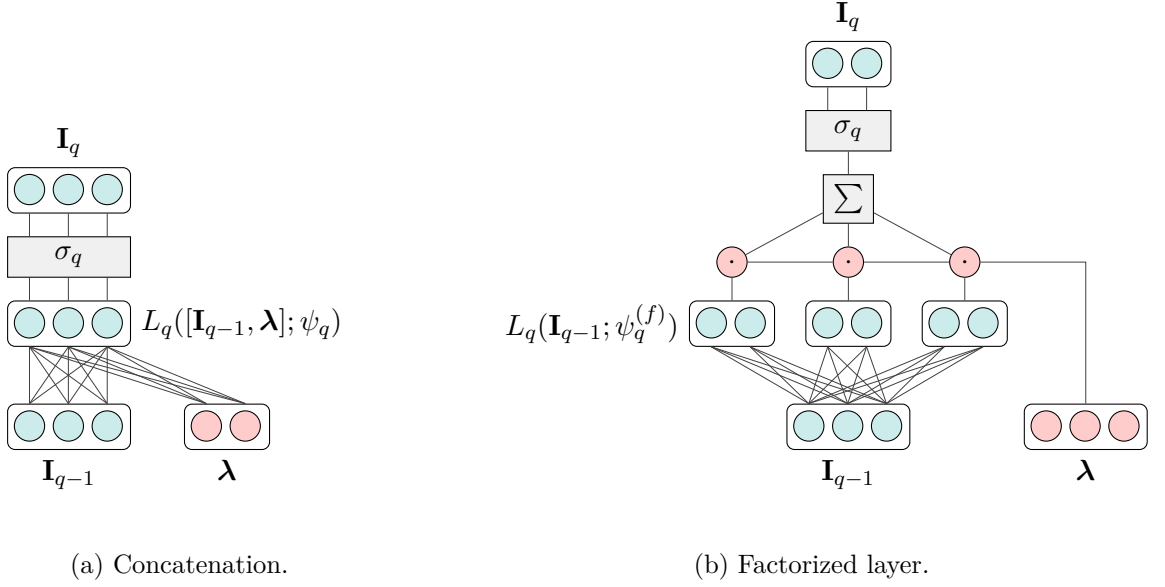 𝐈_q
σ_q
L_q([𝐈_{q−1}, 𝛌]; ψ_q)
𝐈_{q−1}
𝛌
(a) Concatenation.
𝐈_q
σ_q
∑
· · ·
L_q(𝐈_{q−1}; ψ_q^{(f)})
𝐈_{q−1}
𝛌
(b) Factorized layer.